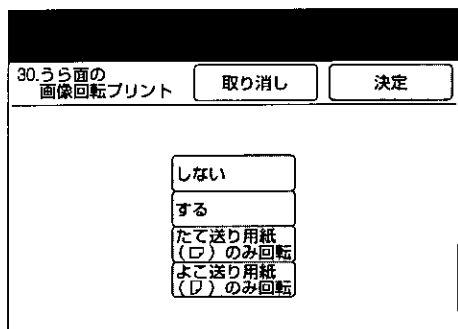 30.うら面の
画像回転プリント
取り消し
決定
しない
する
たて送り用紙
(▱)のみ回転
よこ送り用紙
(▯)のみ回転